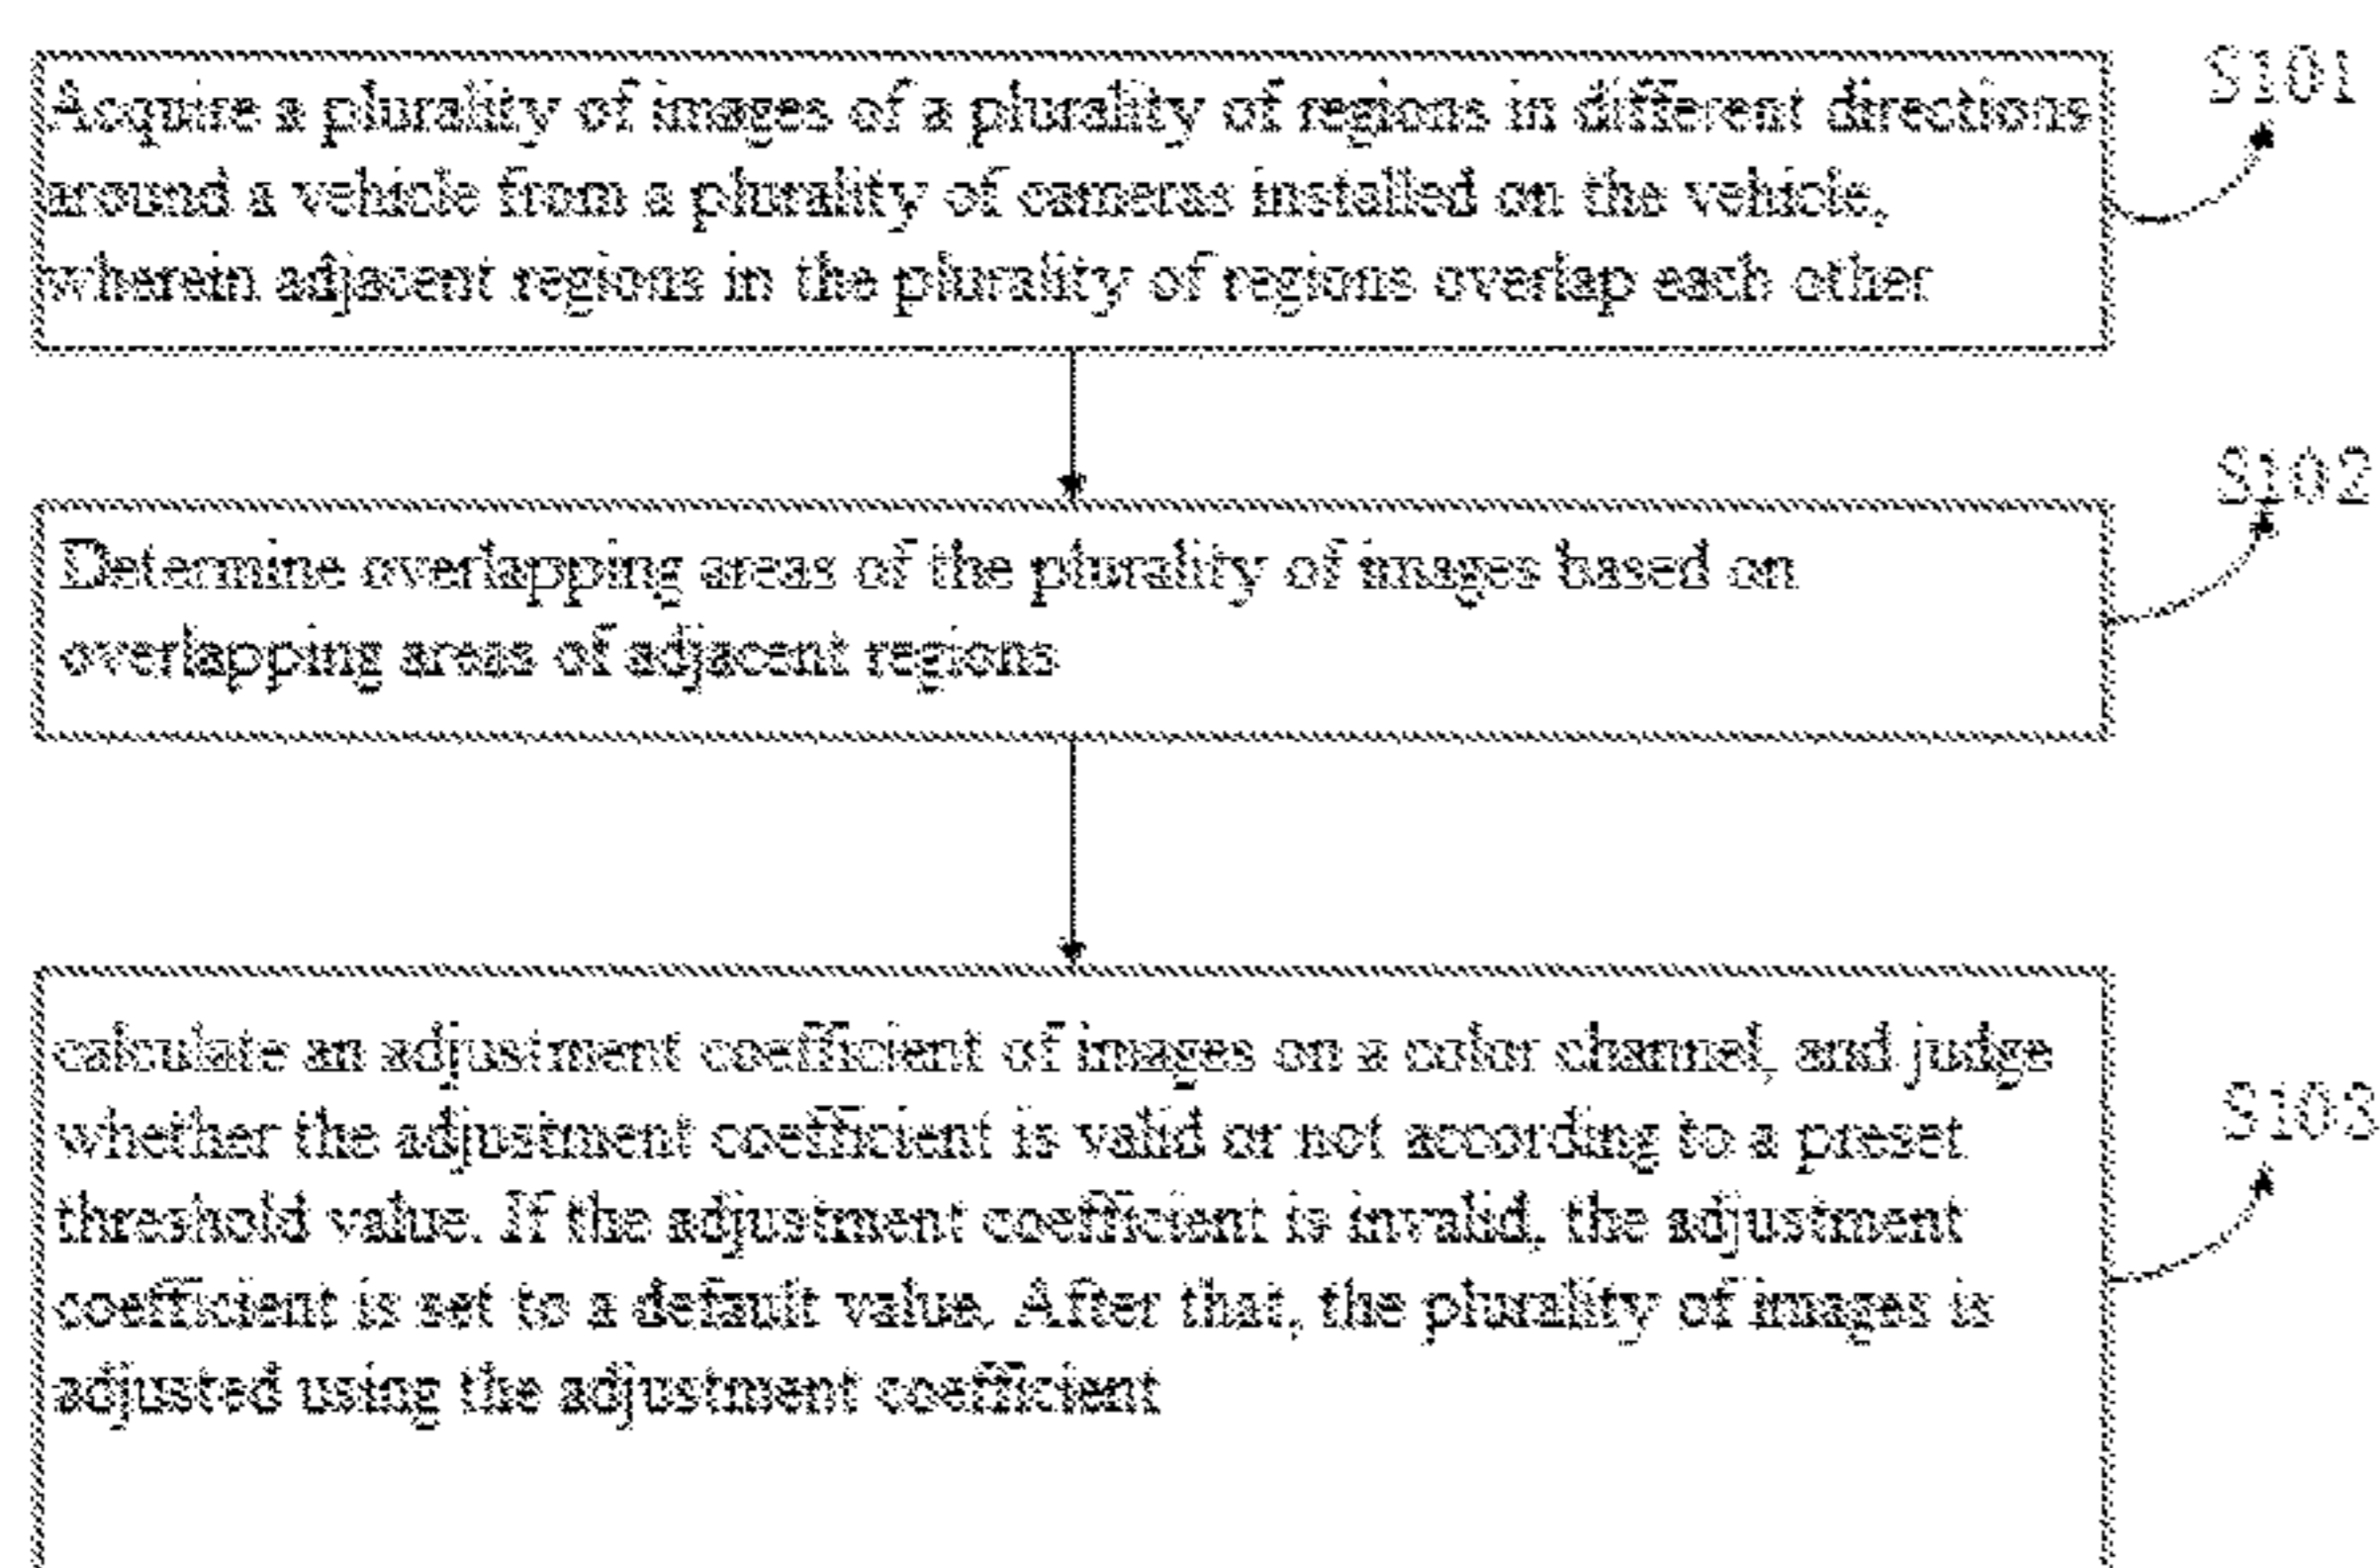 Acquire a plurality of images of a plurality of regions in different directions
around a vehicle from a plurality of cameras installed on the vehicle,
wherein adjacent regions in the plurality of regions overlap each other
S101
Determine overlapping areas of the plurality of images based on
overlapping areas of adjacent regions
S102
calculate an adjustment coefficient of images on a color channel, and judge
whether the adjustment coefficient is valid or not according to a preset
threshold value. If the adjustment coefficient is invalid, the adjustment
coefficient is set to a default value. After that, the plurality of images is
adjusted using the adjustment coefficient
S103